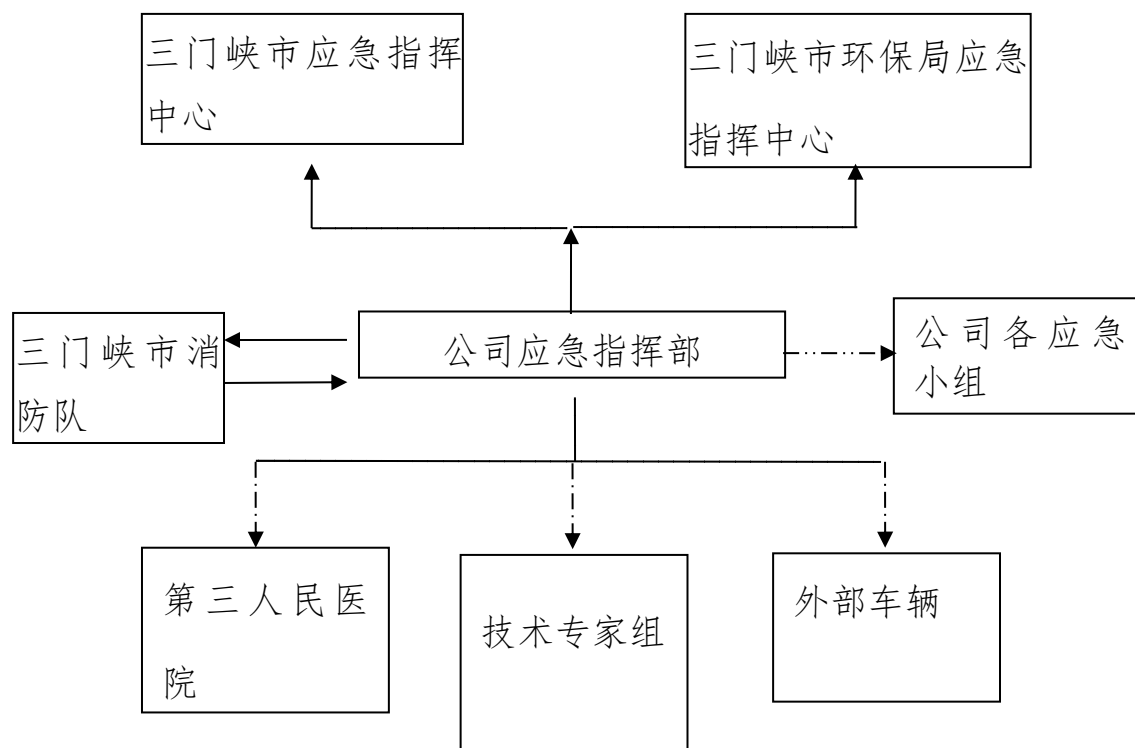 三门峡市应急指挥
中心
三门峡市环保局应急
指挥中心
三门峡市消
防队
公司应急指挥部
公司各应急
小组
第三人民医
院
技术专家组
外部车辆